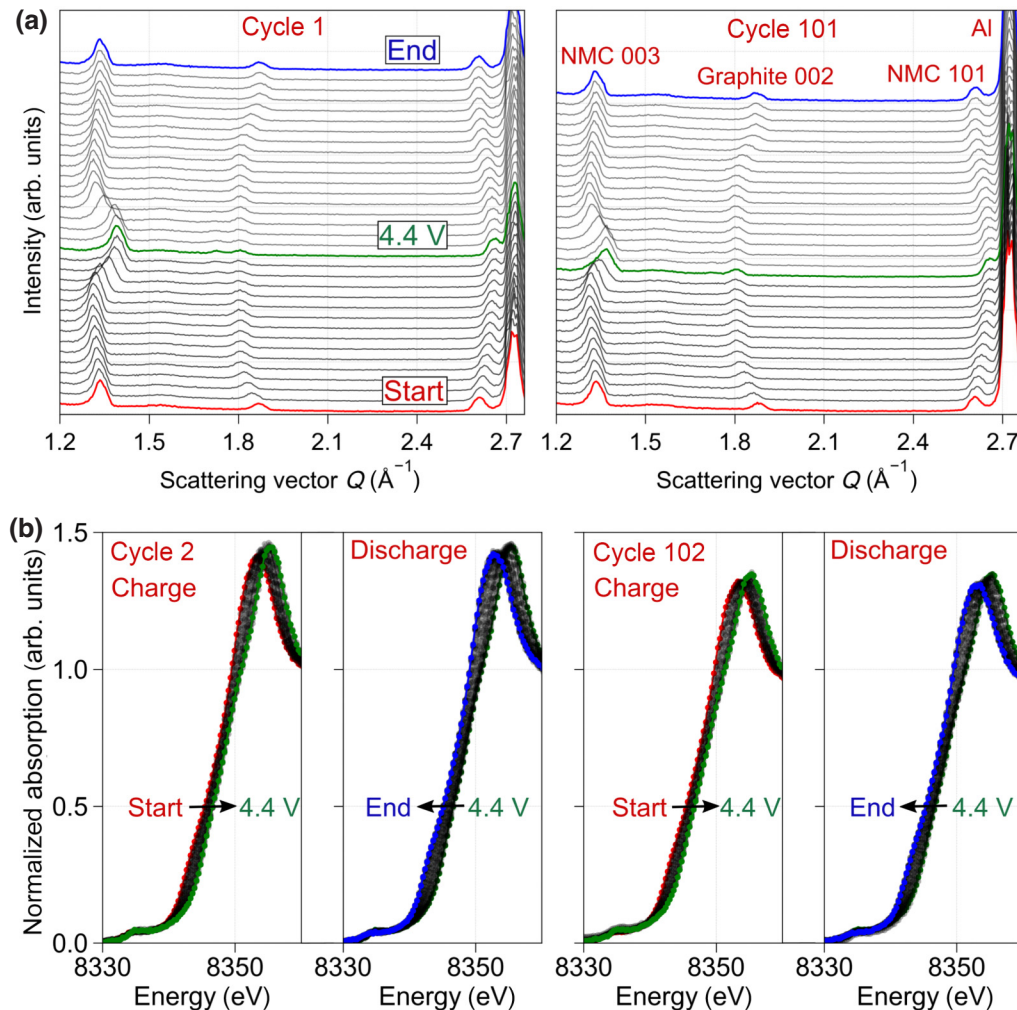 (a)
Cycle 1
End
4.4 V
Start
Cycle 101
Al
NMC 003
Graphite 002
NMC 101
Intensity (arb. units)
1.2 1.5 1.8 2.1 2.4 2.7
1.2 1.5 1.8 2.1 2.4 2.7
Scattering vector Q (Å⁻¹)
Scattering vector Q (Å⁻¹)
(b)
Normalized absorption (arb. units)
1.5
1.0
0.5
0.0
Cycle 2
Charge
Start
4.4 V
Discharge
End
4.4 V
Cycle 102
Charge
Start
4.4 V
Discharge
End
4.4 V
8330 8350
8330 8350
8330 8350
8330 8350
Energy (eV)
Energy (eV)
Energy (eV)
Energy (eV)